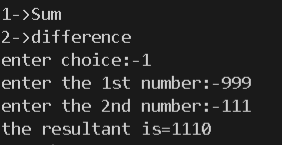 1->Sum
2->difference
enter choice:-1
enter the 1st number:-999
enter the 2nd number:-111
the resultant is=1110